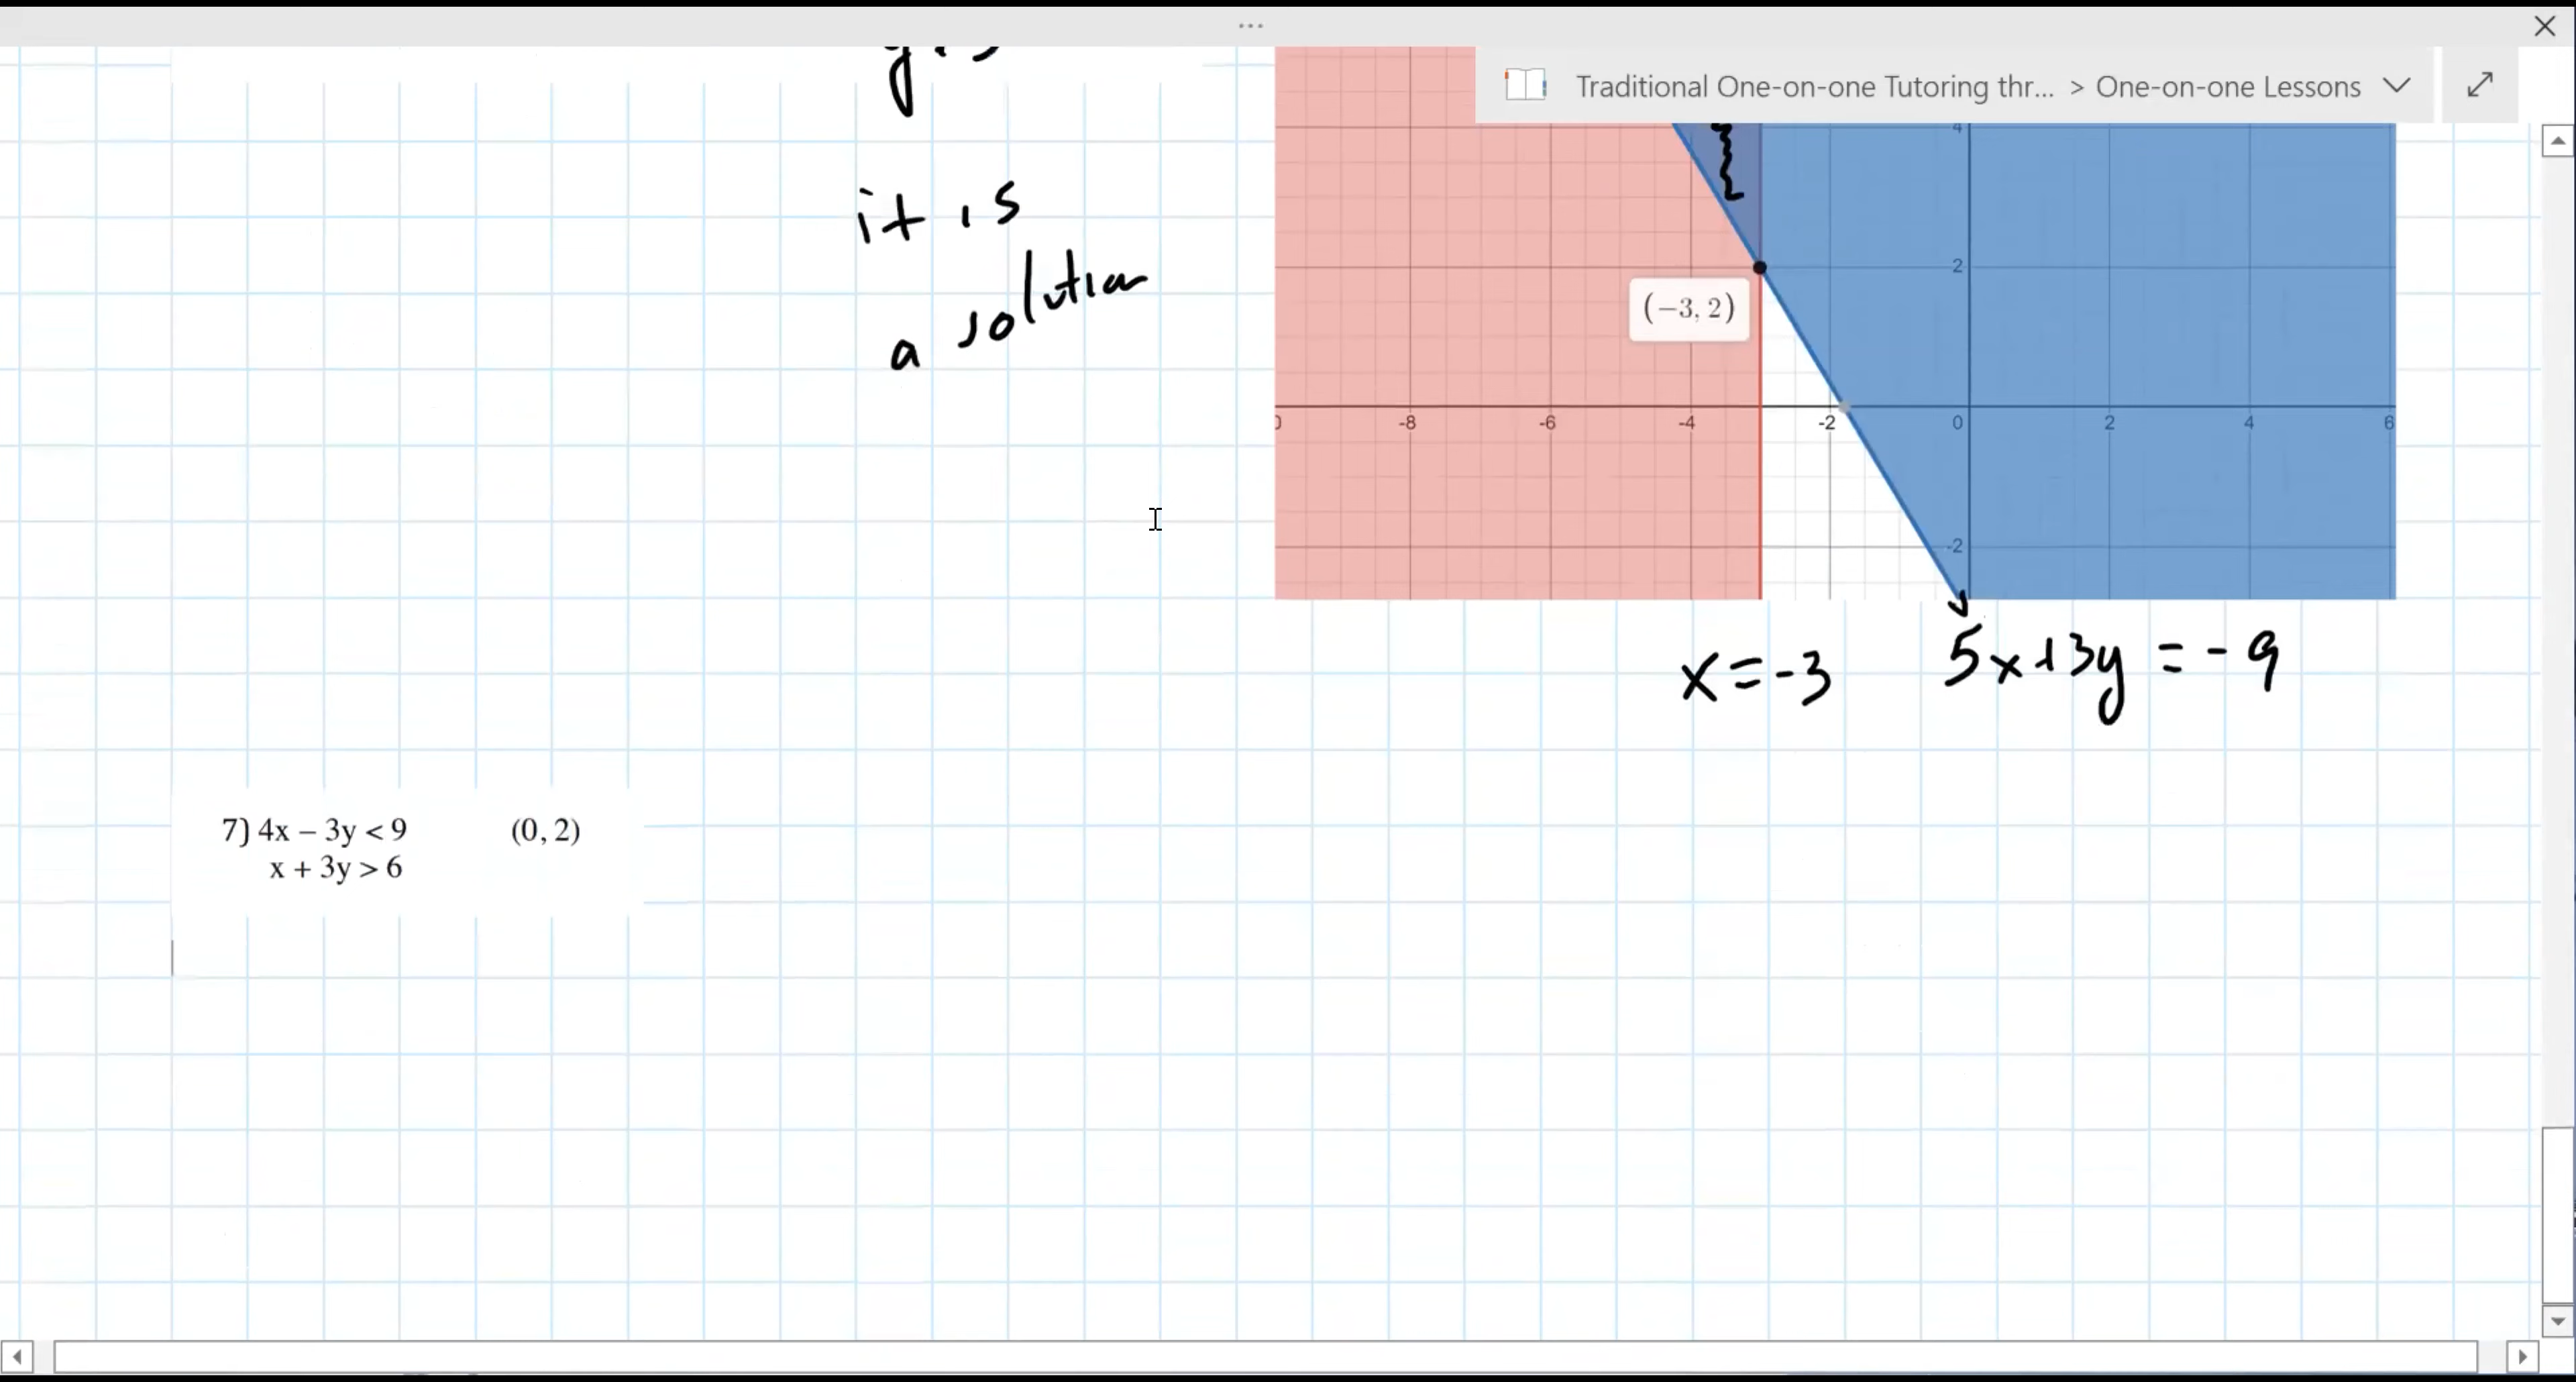 ...
Traditional One-on-one Tutoring thr... > One-on-one Lessons
it is
a solution
4
2
(−3, 2)
-8 -6 -4 -2 0 2 4 6
-2
x = -3 5x+3y = -9
7) 4x − 3y < 9 (0, 2)
x + 3y > 6